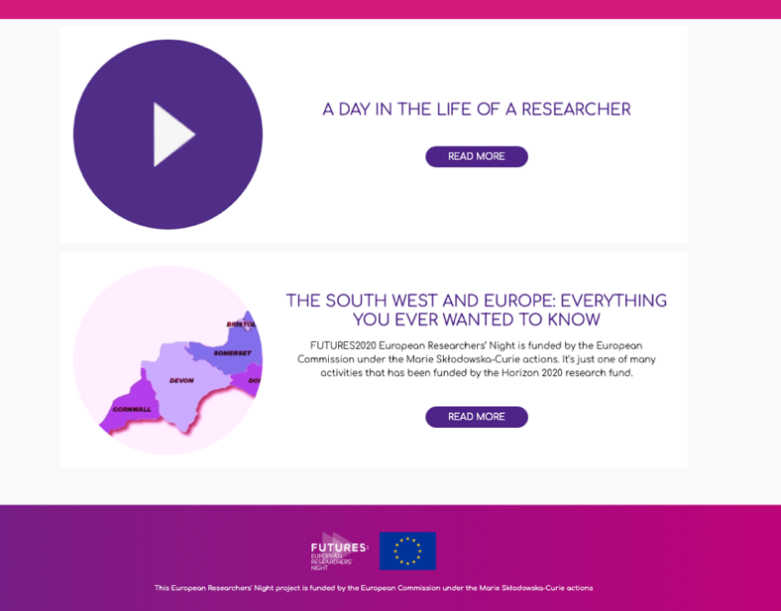 A DAY IN THE LIFE OF A RESEARCHER
READ MORE
BRISTOL
SOMERSET
DEVON
DO
CORNWALL
THE SOUTH WEST AND EUROPE: EVERYTHING
YOU EVER WANTED TO KNOW
FUTURES2020 European Researchers' Night is funded by the European
Commission under the Marie Skłodowska-Curie actions. It's just one of many
activities that has been funded by the Horizon 2020 research fund.
READ MORE
FUTURES
EUROPEAN
RESEARCHERS'
NIGHT
This European Researchers' Night project is funded by the European Commission under the Marie Skłodowska-Curie actions